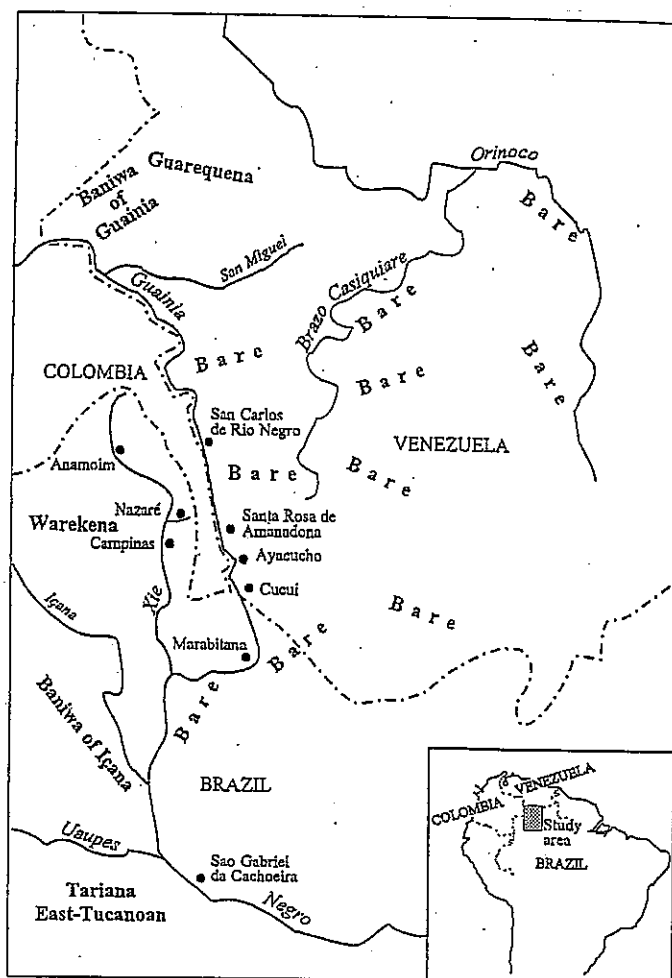 Orinoco
Guarequena
Baniwa
of
Guainia
Bare
San Miguel
Guainia
Brazo Casiquiare
Bare
Bare
COLOMBIA
Bare
Bare
San Carlos
de Rio Negro
VENEZUELA
Anamoim
Bare
Bare
Nazaré
Warekena
Santa Rosa de
Amanadona
Campinas
Ayacucho
Xie
Cucui
Içana
Bare
Marabitana
Bare
Bare
Baniwa of Içana
BRAZIL
Uaupes
Sao Gabriel
da Cachoeira
Negro
Tariana
East-Tucanoan
VENEZUELA
COLOMBIA
Study
area
BRAZIL